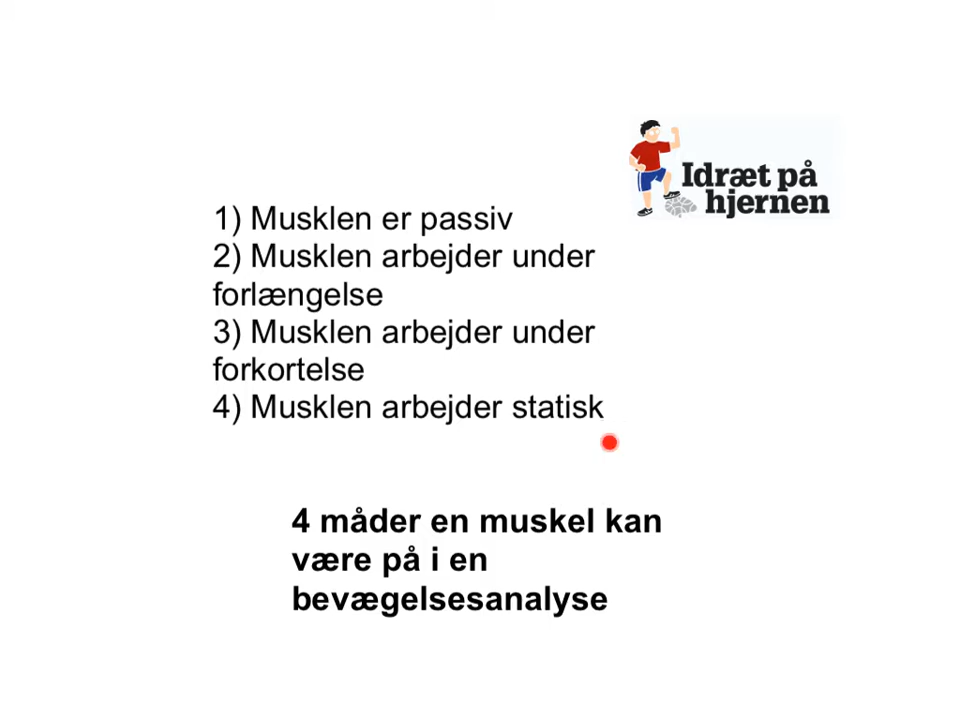 Idræt på
hjernen
1) Musklen er passiv
2) Musklen arbejder under
forlængelse
3) Musklen arbejder under
forkortelse
4) Musklen arbejder statisk
4 måder en muskel kan
være på i en
bevægelsesanalyse